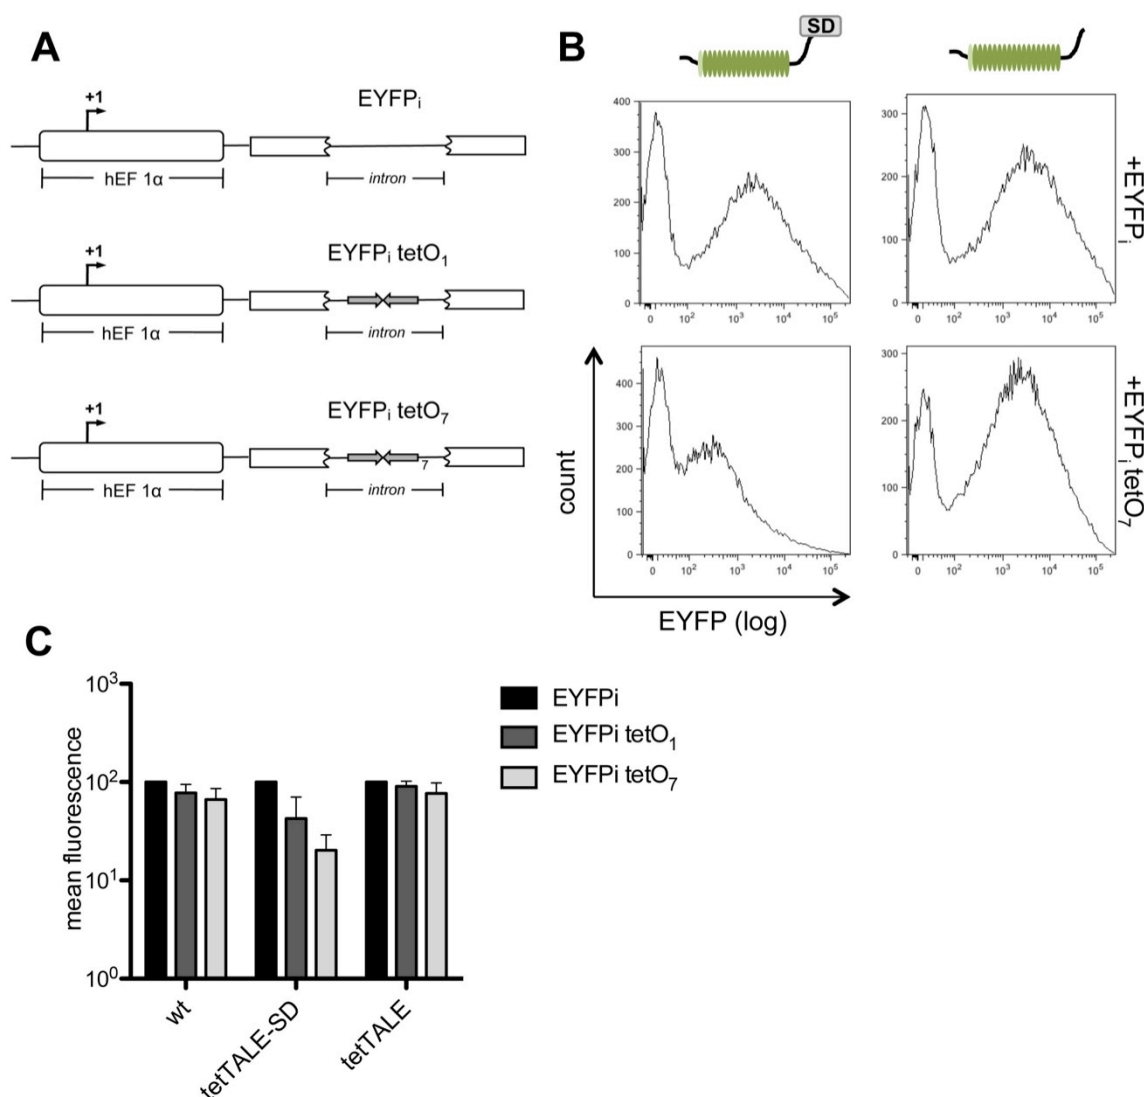 A
+1
EYFPi
hEF 1α
intron
+1
EYFPi tetO1
hEF 1α
intron
+1
EYFPi tetO7
7
hEF 1α
intron
B
SD
400
300
200
100
0
0 10² 10³ 10⁴ 10⁵
300
200
100
0
0 10² 10³ 10⁴ 10⁵
+EYFPi
400
300
200
100
0
0 10² 10³ 10⁴ 10⁵
300
200
100
0
0 10² 10³ 10⁴ 10⁵
+EYFPi tetO7
count
EYFP (log)
C
mean fluorescence
10³
10²
10¹
10⁰
wt
tetTALE-SD
tetTALE
EYFPi
EYFPi tetO1
EYFPi tetO7